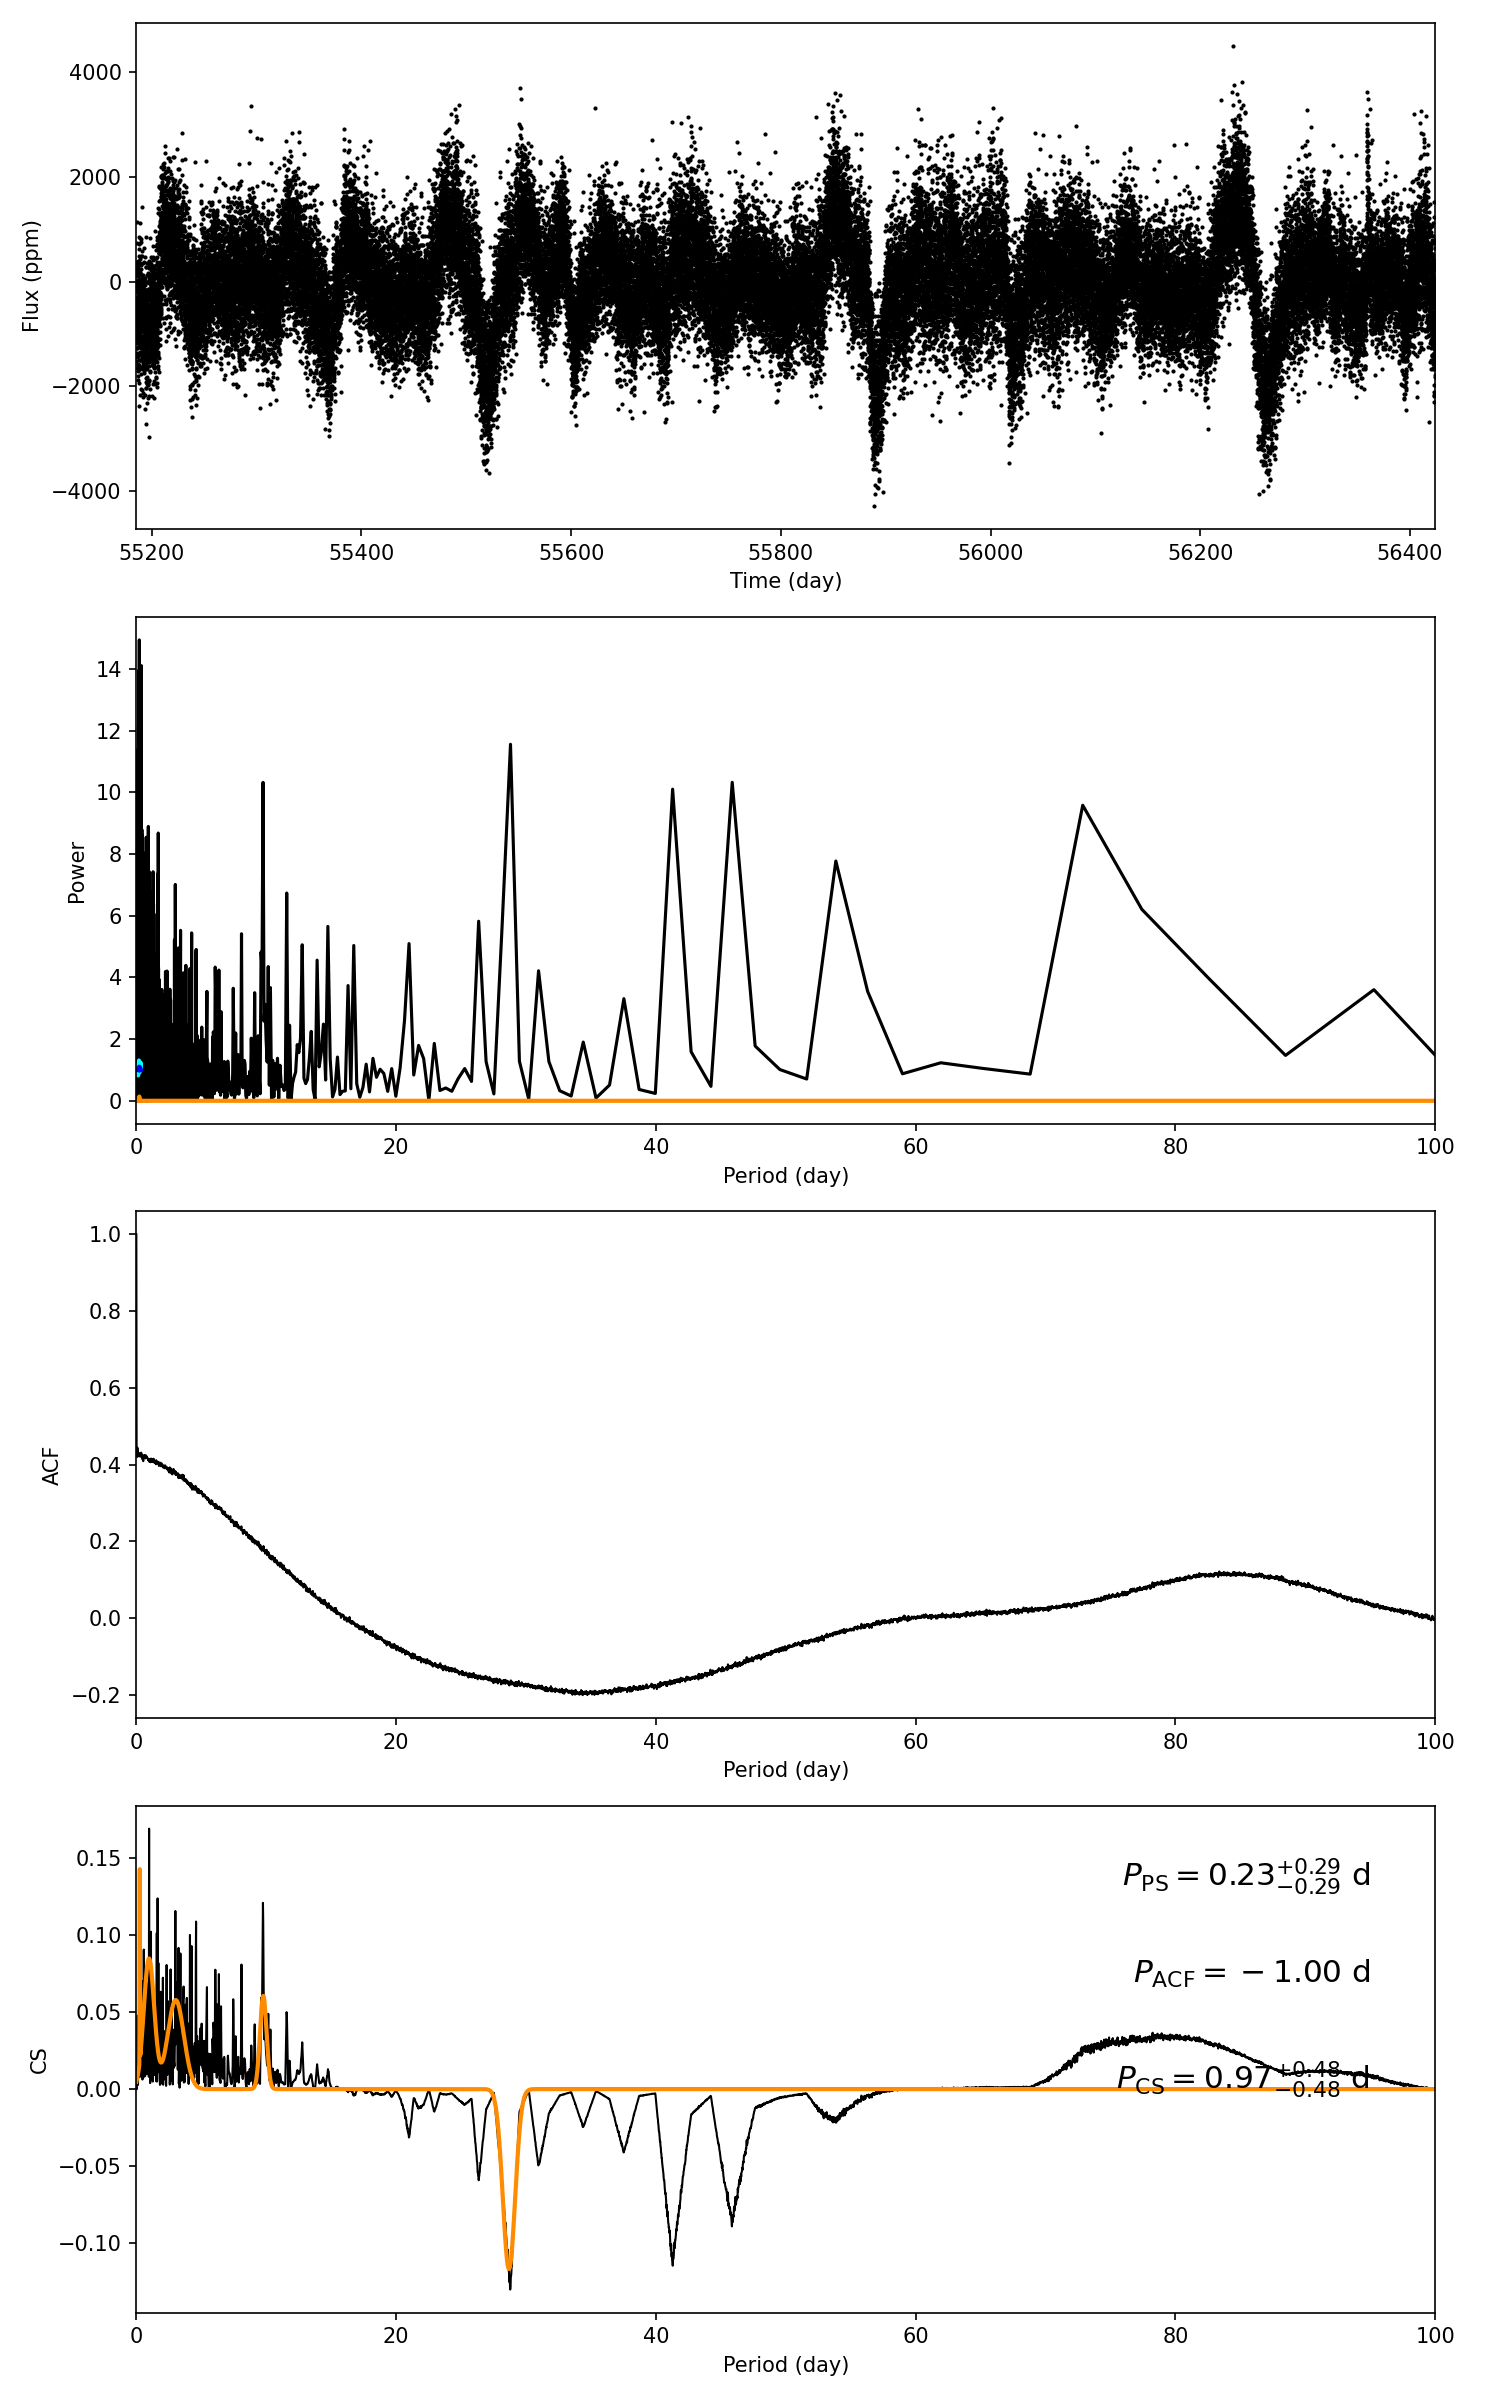 4000
2000
0
−2000
−4000
Flux (ppm)
55200 55400 55600 55800 56000 56200 56400
Time (day)
14
12
10
8
6
4
2
0
Power
0 20 40 60 80 100
Period (day)
1.0
0.8
0.6
0.4
0.2
0.0
−0.2
ACF
0 20 40 60 80 100
Period (day)
0.15
0.10
0.05
0.00
−0.05
−0.10
CS
P_PS = 0.23^{+0.29}_{−0.29} d
P_ACF = −1.00 d
P_CS = 0.97^{+0.48}_{−0.48} d
0 20 40 60 80 100
Period (day)